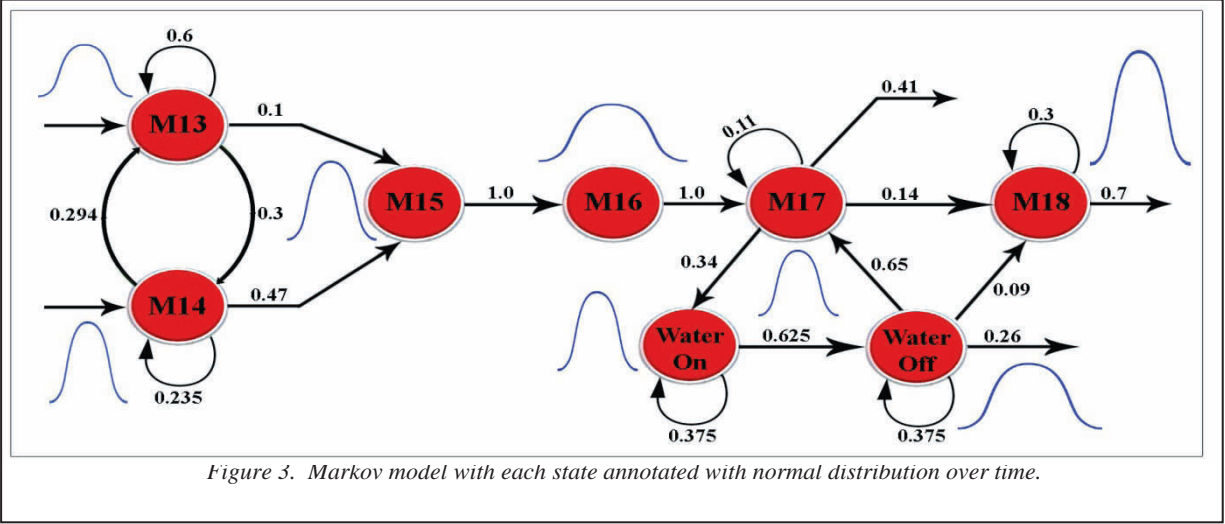 0.6
M13
0.1
0.294
0.3
M14
0.47
0.235
M15
1.0
M16
1.0
0.11
M17
0.41
0.14
0.3
M18
0.7
0.34
0.65
0.09
Water
On
0.625
0.375
Water
Off
0.26
0.375
Figure 3. Markov model with each state annotated with normal distribution over time.